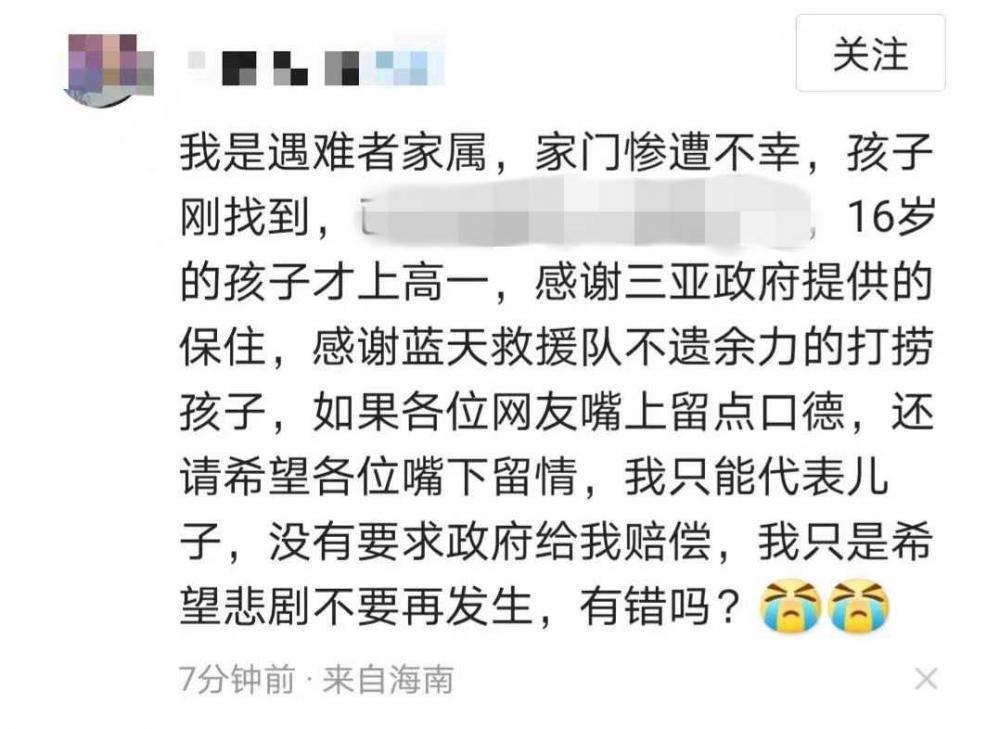 关注
我是遇难者家属，家门惨遭不幸，孩子
刚找到，，16岁
的孩子才上高一，感谢三亚政府提供的
保住，感谢蓝天救援队不遗余力的打捞
孩子，如果各位网友嘴上留点口德，还
请希望各位嘴下留情，我只能代表儿
子，没有要求政府给我赔偿，我只是希
望悲剧不要再发生，有错吗？😭😭
7分钟前 · 来自海南